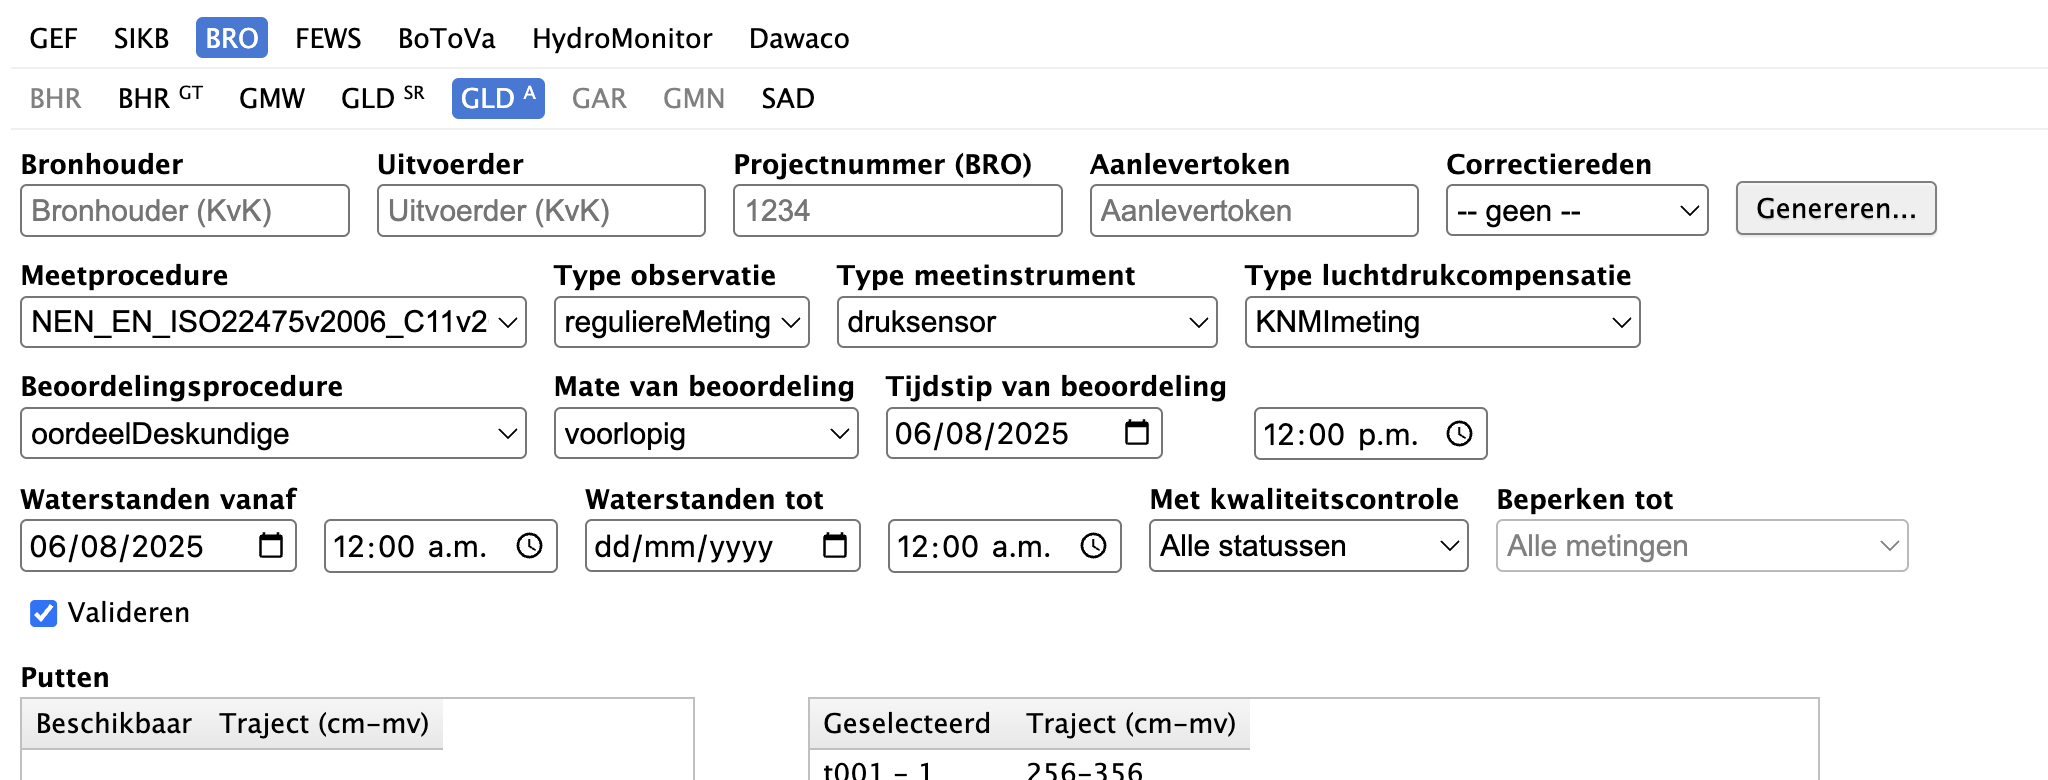 GEF SIKB BRO FEWS BoToVa HydroMonitor Dawaco
BHR BHR GT GMW GLD SR GLD A GAR GMN SAD
Bronhouder Uitvoerder Projectnummer (BRO) Aanlevertoken Correctiereden
Bronhouder (KvK) Uitvoerder (KvK) 1234 Aanlevertoken -- geen -- Genereren...
Meetprocedure Type observatie Type meetinstrument Type luchtdrukcompensatie
NEN_EN_ISO22475v2006_C11v2 reguliereMeting druksensor KNMImeting
Beoordelingsprocedure Mate van beoordeling Tijdstip van beoordeling
oordeelDeskundige voorlopig 06/08/2025 12:00 p.m.
Waterstanden vanaf Waterstanden tot Met kwaliteitscontrole Beperken tot
06/08/2025 12:00 a.m. dd/mm/yyyy 12:00 a.m. Alle statussen Alle metingen
Valideren
Putten
Beschikbaar Traject (cm-mv) Geselecteerd Traject (cm-mv)
t001 - 1 256-356